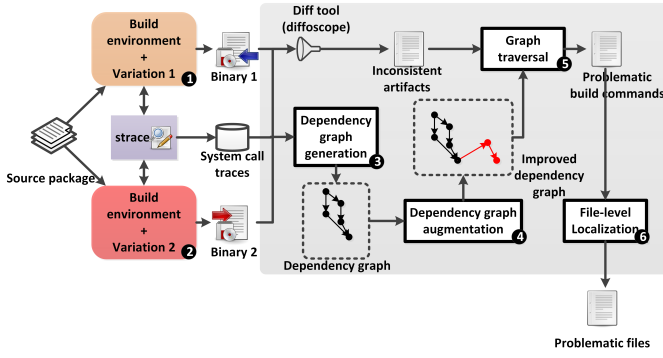 Build
environment
+
Variation 1
1
Binary 1
Diff tool
(diffoscope)
Inconsistent
artifacts
Graph
traversal
5
Problematic
build commands
Source package
strace
System call
traces
Dependency
graph
generation
3
Improved
dependency
graph
Build
environment
+
Variation 2
2
Binary 2
Dependency graph
Dependency graph
augmentation
4
File-level
Localization
6
Problematic files